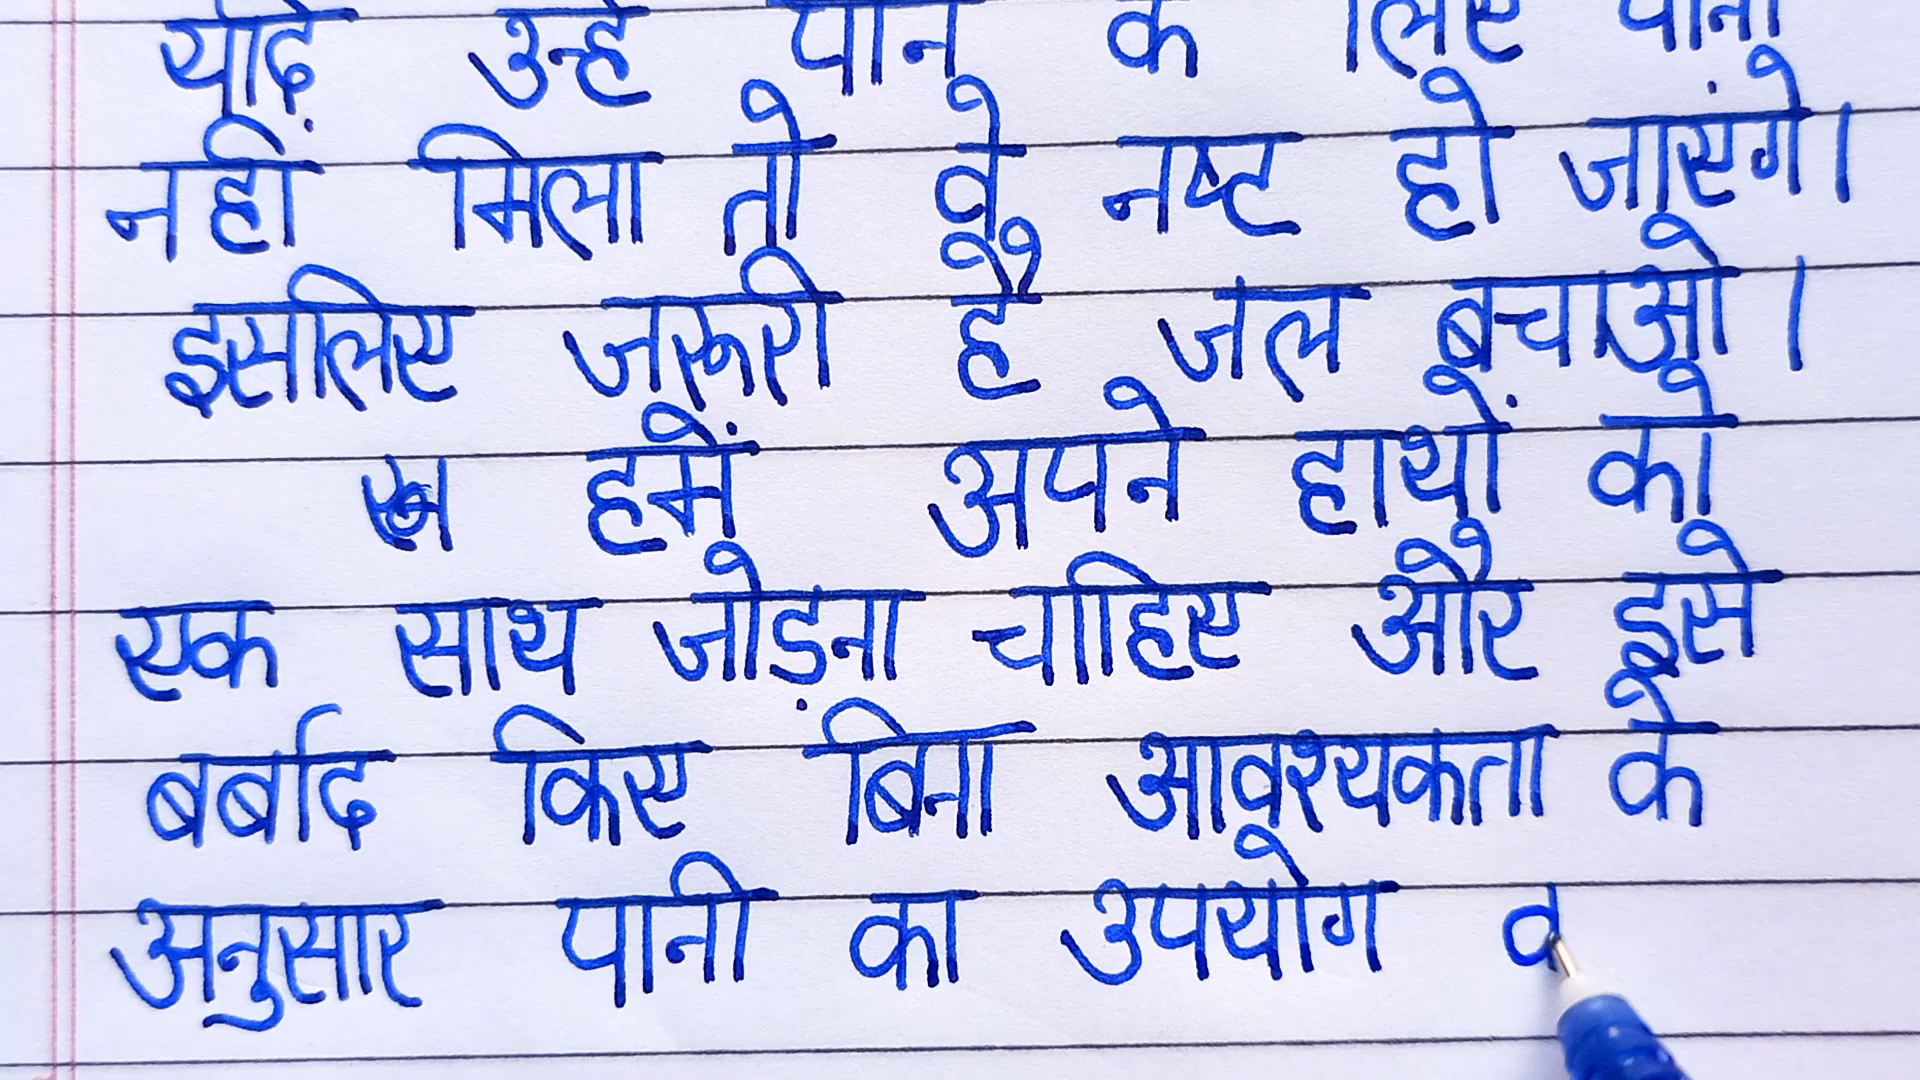 यदि उन्हे पीने के लिए पानी
नहीं मिला तो वे नष्ट हो जाएंगे।
इसलिए जरूरी है जल बचाओ।
हमें अपने हाथों को
एक साथ जोड़ना चाहिए और इसे
बर्बाद किए बिना आवश्यकता के
अनुसार पानी का उपयोग व